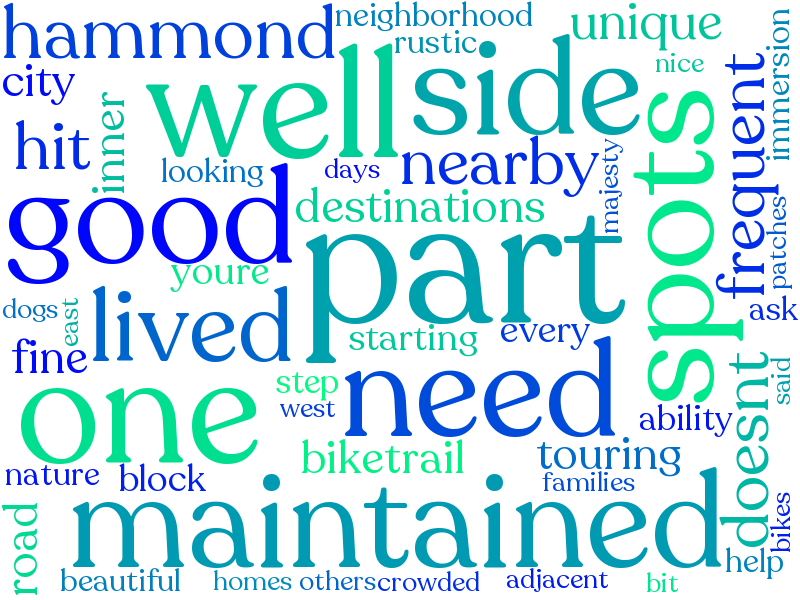 neighborhood
hammond
rustic
unique
immersion
city
well
side
nice
frequent
inner
hit
looking
days
nearby
majesty
spots
good
destinations
part
patches
youre
dogs
east
lived
starting
every
ask
fine
one
step
west
need
said
doesnt
ability
biketrail
touring
nature
block
families
maintained
bikes
road
help
beautiful
homes
others
crowded
adjacent
bit